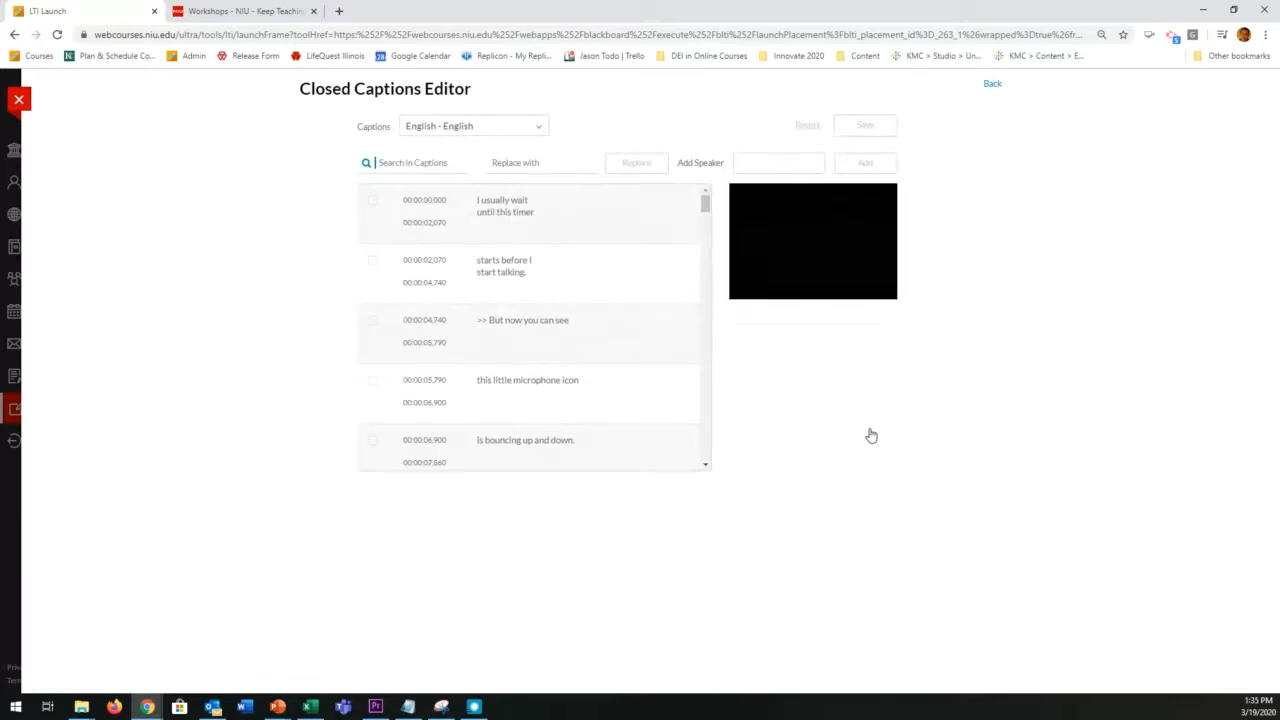 LTI Launch
Workshops - NIU - Keep Teaching
webcourses.niu.edu/ultra/tools/lti/launchFrame?toolHref=https:%252F%252Fwebcourses.niu.edu%252Fwebapps%252Fblackboard%252Fexecute%252Fblti%252FlaunchPlacement%3Fblti_placement_id%3D_263_1%26wrapped%3Dtrue%26fr...
Courses
Plan & Schedule Co...
Admin
Release Form
LifeQuest Illinois
Google Calendar
Replicon - My Repli...
Jason Todo | Trello
DEI in Online Courses
Innovate 2020
Content
KMC > Studio > Un...
KMC > Content > E...
Other bookmarks
Closed Captions Editor
Back
Captions
English - English
Revert
Save
Search in Captions
Replace with
Replace
Add Speaker
Add
00:00:00,000
I usually wait
until this timer
00:00:02,070
00:00:02,070
starts before I
start talking.
00:00:04,740
00:00:04,740
>> But now you can see
00:00:05,790
00:00:05,790
this little microphone icon
00:00:06,900
00:00:06,900
is bouncing up and down.
00:00:07,860
Priv
Tern
1:35 PM
3/19/2020